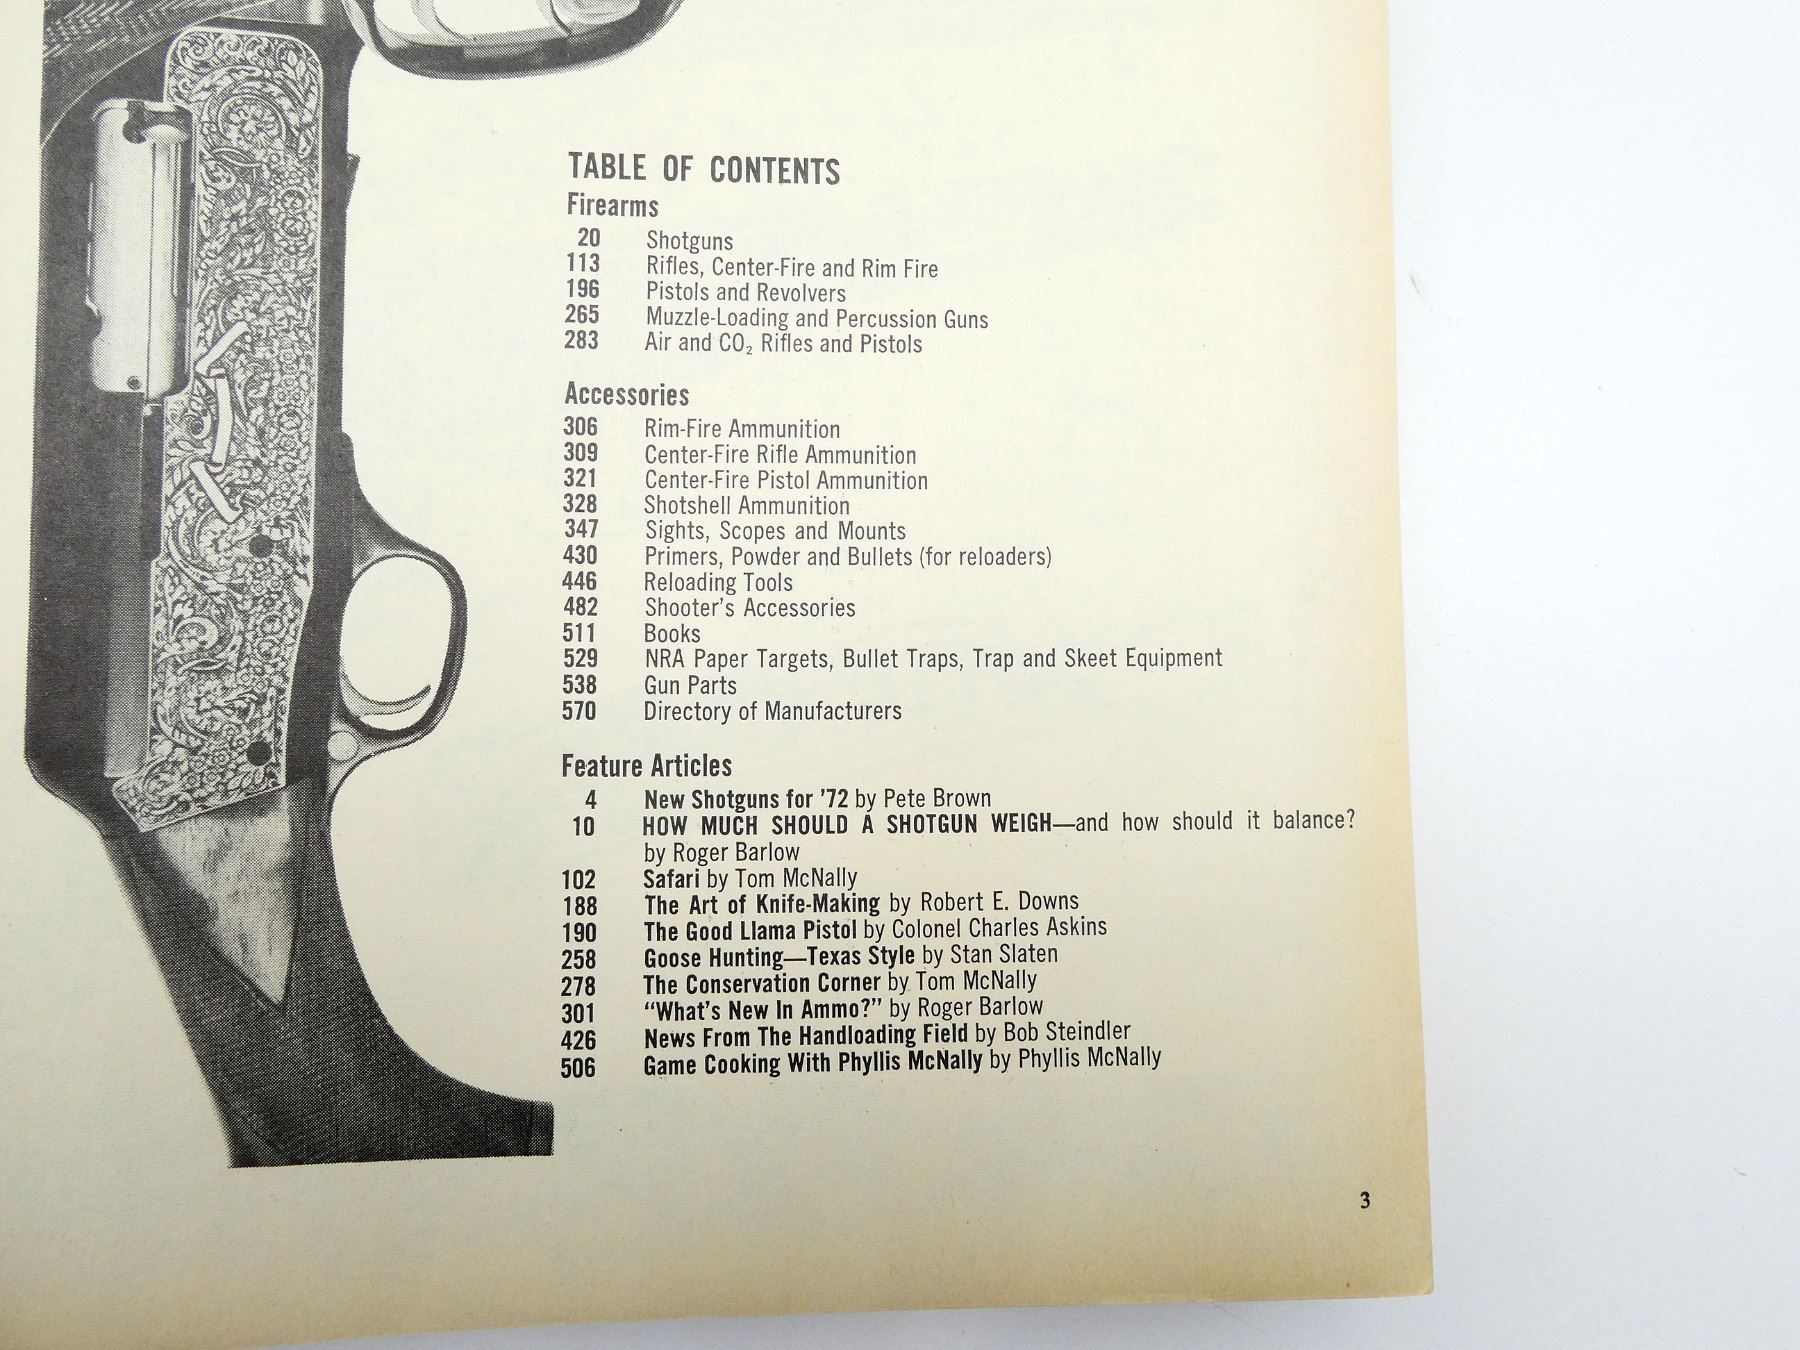 TABLE OF CONTENTS
Firearms
20 Shotguns
113 Rifles, Center-Fire and Rim Fire
196 Pistols and Revolvers
265 Muzzle-Loading and Percussion Guns
283 Air and CO₂ Rifles and Pistols
Accessories
306 Rim-Fire Ammunition
309 Center-Fire Rifle Ammunition
321 Center-Fire Pistol Ammunition
328 Shotshell Ammunition
347 Sights, Scopes and Mounts
430 Primers, Powder and Bullets (for reloaders)
446 Reloading Tools
482 Shooter's Accessories
511 Books
529 NRA Paper Targets, Bullet Traps, Trap and Skeet Equipment
538 Gun Parts
570 Directory of Manufacturers
Feature Articles
4 New Shotguns for '72 by Pete Brown
10 HOW MUCH SHOULD A SHOTGUN WEIGH—and how should it balance?
by Roger Barlow
102 Safari by Tom McNally
188 The Art of Knife-Making by Robert E. Downs
190 The Good Llama Pistol by Colonel Charles Askins
258 Goose Hunting—Texas Style by Stan Slaten
278 The Conservation Corner by Tom McNally
301 "What's New In Ammo?" by Roger Barlow
426 News From The Handloading Field by Bob Steindler
506 Game Cooking With Phyllis McNally by Phyllis McNally
3